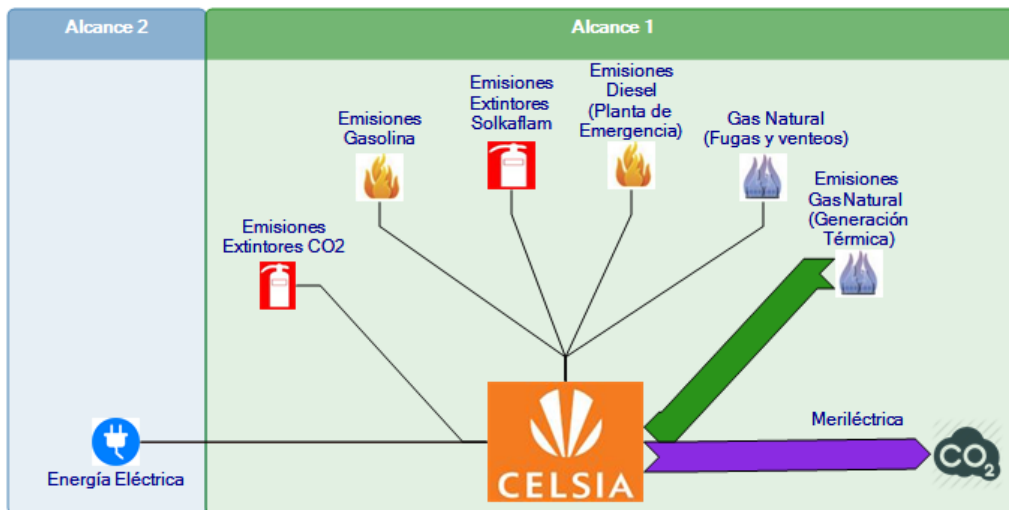 Alcance 2
Alcance 1
Emisiones
Diesel
(Planta de
Emergencia)
Emisiones
Extintores
Solkaflam
Emisiones
Gasolina
Gas Natural
(Fugas y venteos)
Emisiones
Gas Natural
(Generación
Térmica)
Emisiones
Extintores CO2
Meriléctrica
CO2
Energía Eléctrica
CELSIA